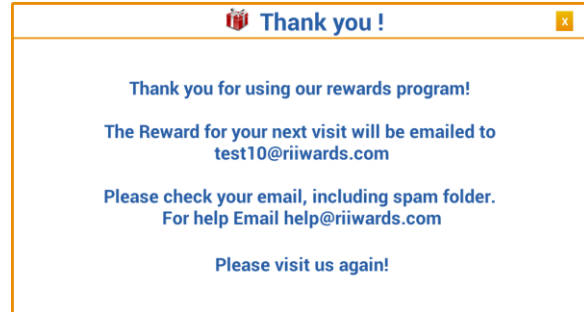 Thank you !
x
Thank you for using our rewards program!
The Reward for your next visit will be emailed to
test10@riiwards.com
Please check your email, including spam folder.
For help Email help@riiwards.com
Please visit us again!